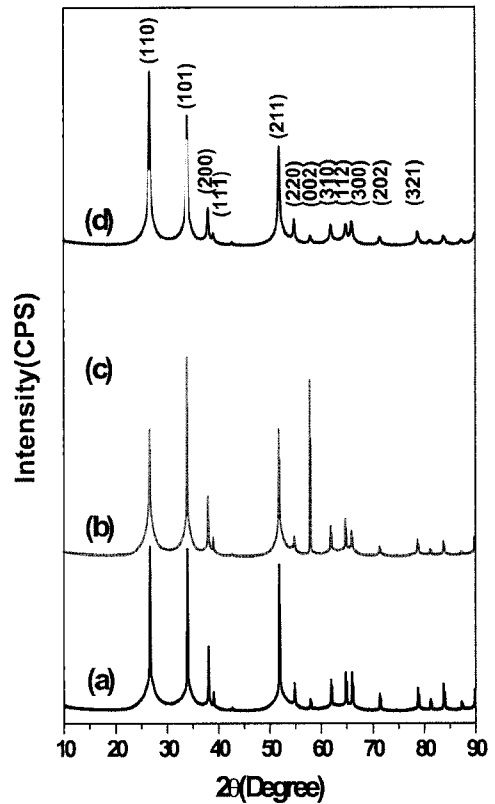 (110)
(101)
(200)
(111)
(211)
(220)
(002)
(310)
(112)
(300)
(202)
(321)
(d)
(c)
(b)
(a)
Intensity(CPS)
10 20 30 40 50 60 70 80 90
2θ(Degree)